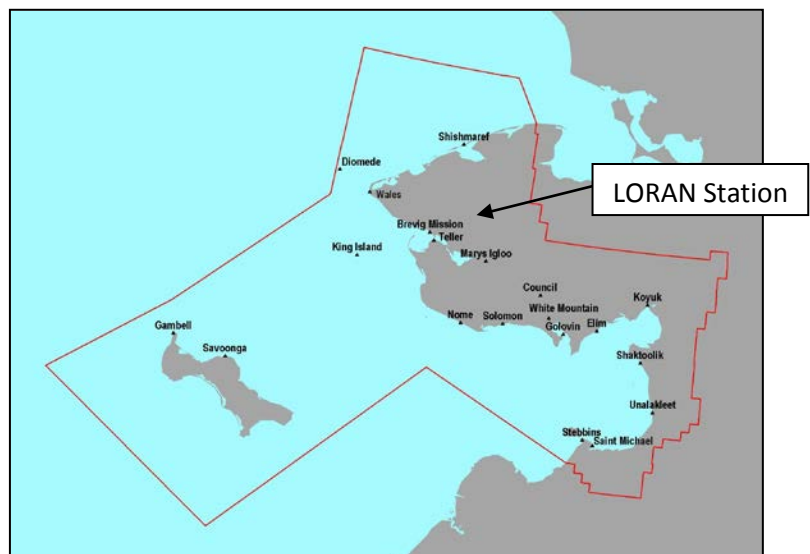 Shishmaref
Diomede
LORAN Station
Wales
Brevig Mission
Teller
King Island
Marys Igloo
Council
Koyuk
White Mountain
Nome
Solomon
Golovin
Elim
Gambell
Savoonga
Shaktoolik
Unalakleet
Stebbins
Saint Michael